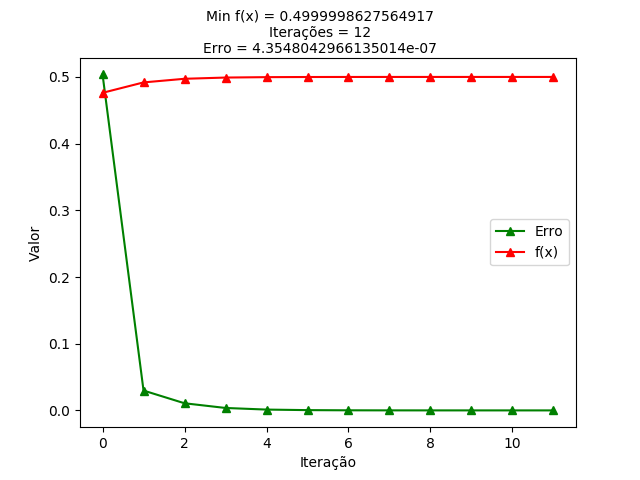 Min f(x) = 0.4999998627564917
Iterações = 12
Erro = 4.3548042966135014e-07
0.5
0.4
0.3
0.2
0.1
0.0
Valor
Erro
f(x)
0 2 4 6 8 10
Iteração